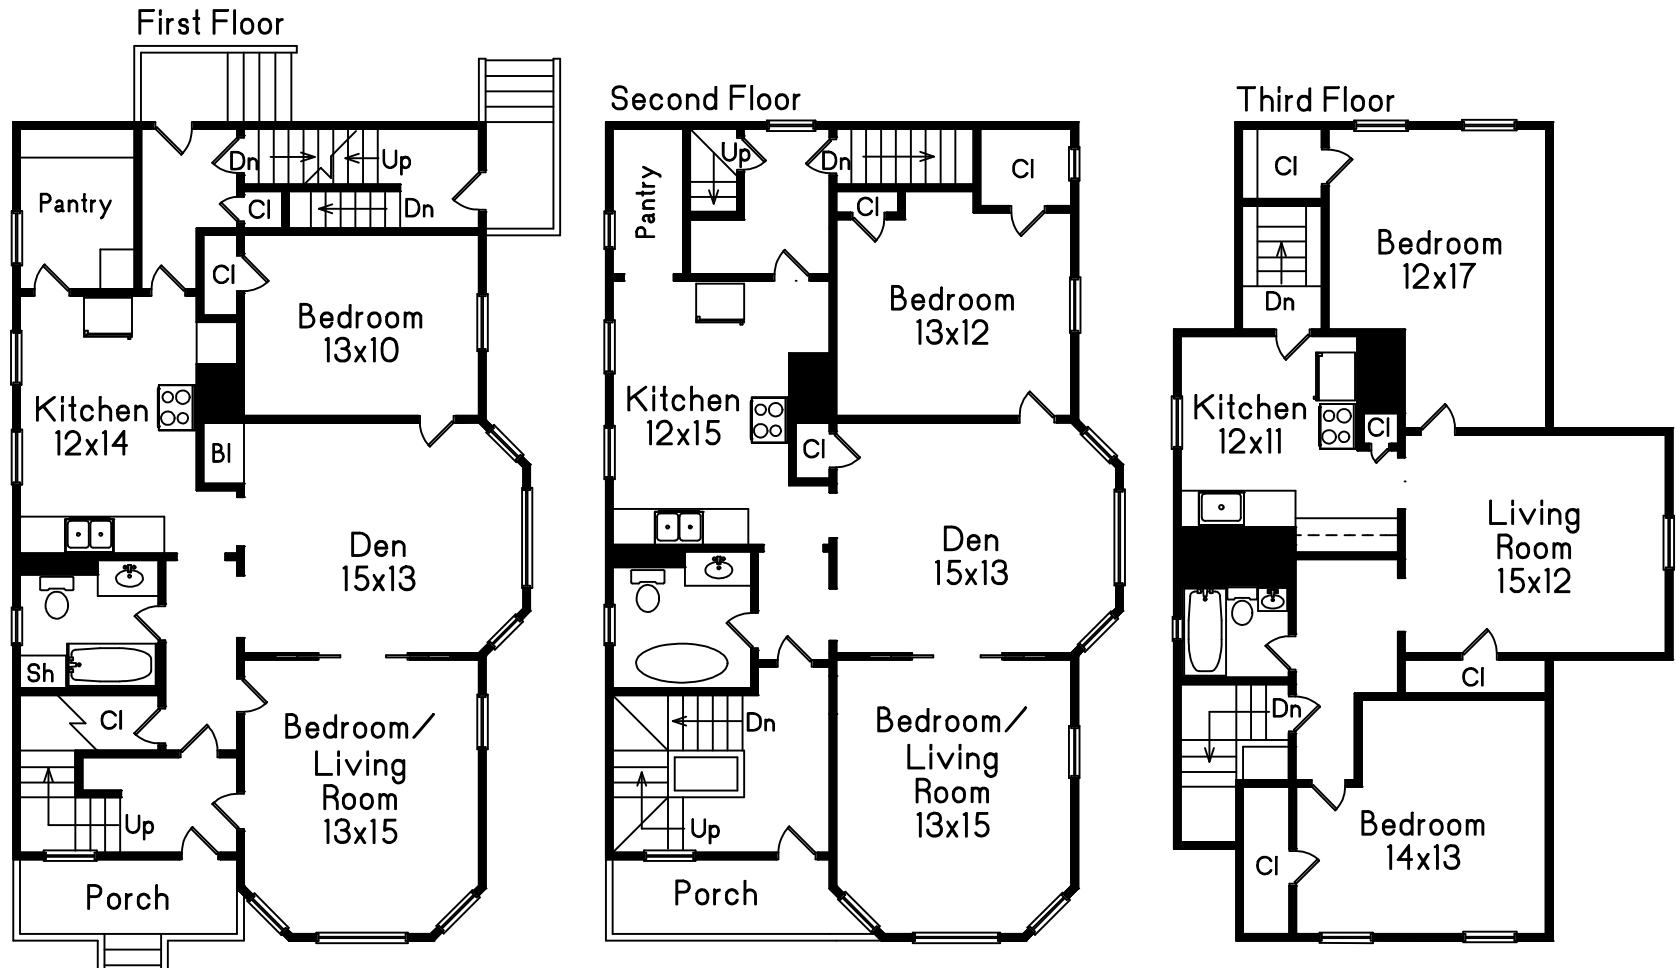 First Floor
Dn
Up
Pantry
Cl
Dn
Cl
Bedroom
13x10
Kitchen
12x14
Bl
Den
15x13
Sh
Cl
Bedroom/
Living
Room
13x15
Up
Porch
Second Floor
Up
Dn
Cl
Pantry
Cl
Bedroom
13x12
Kitchen
12x15
Cl
Den
15x13
Dn
Bedroom/
Living
Room
13x15
Up
Porch
Third Floor
Cl
Bedroom
12x17
Dn
Kitchen
12x11
Cl
Living
Room
15x12
Cl
Dn
Bedroom
14x13
Cl